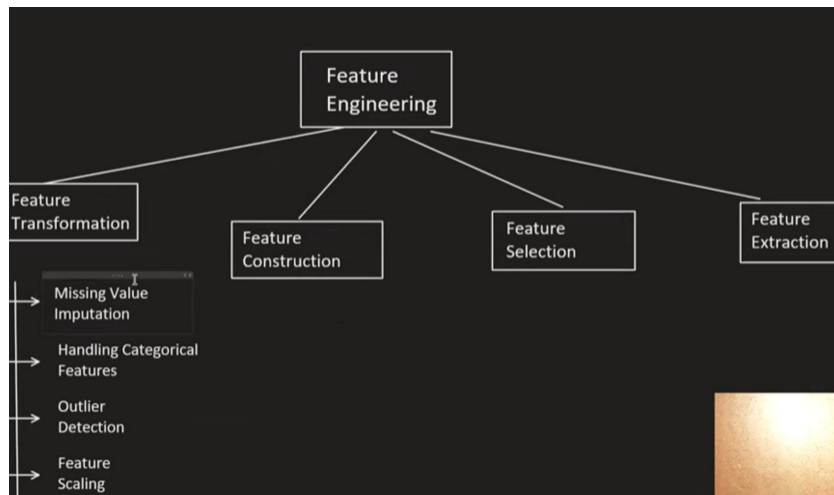 Feature
Engineering
Feature
Transformation
Feature
Construction
Feature
Selection
Feature
Extraction
Missing Value
Imputation
Handling Categorical
Features
Outlier
Detection
Feature
Scaling